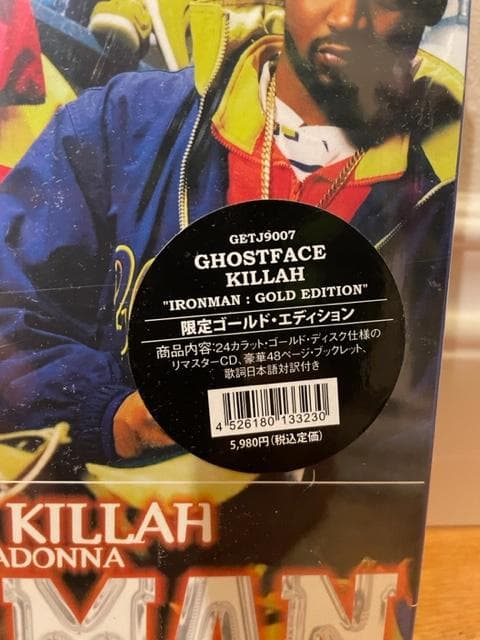 GETJ9007
GHOSTFACE
KILLAH
"IRONMAN : GOLD EDITION"
限定ゴールド・エディション
商品内容:24カラット・ゴールド・ディスク仕様の
リマスターCD、豪華48ページ・ブックレット、
歌詞日本語対訳付き
4 526180 133230
5,980円(税込定価)
KILLAH
ADONNA
MAN